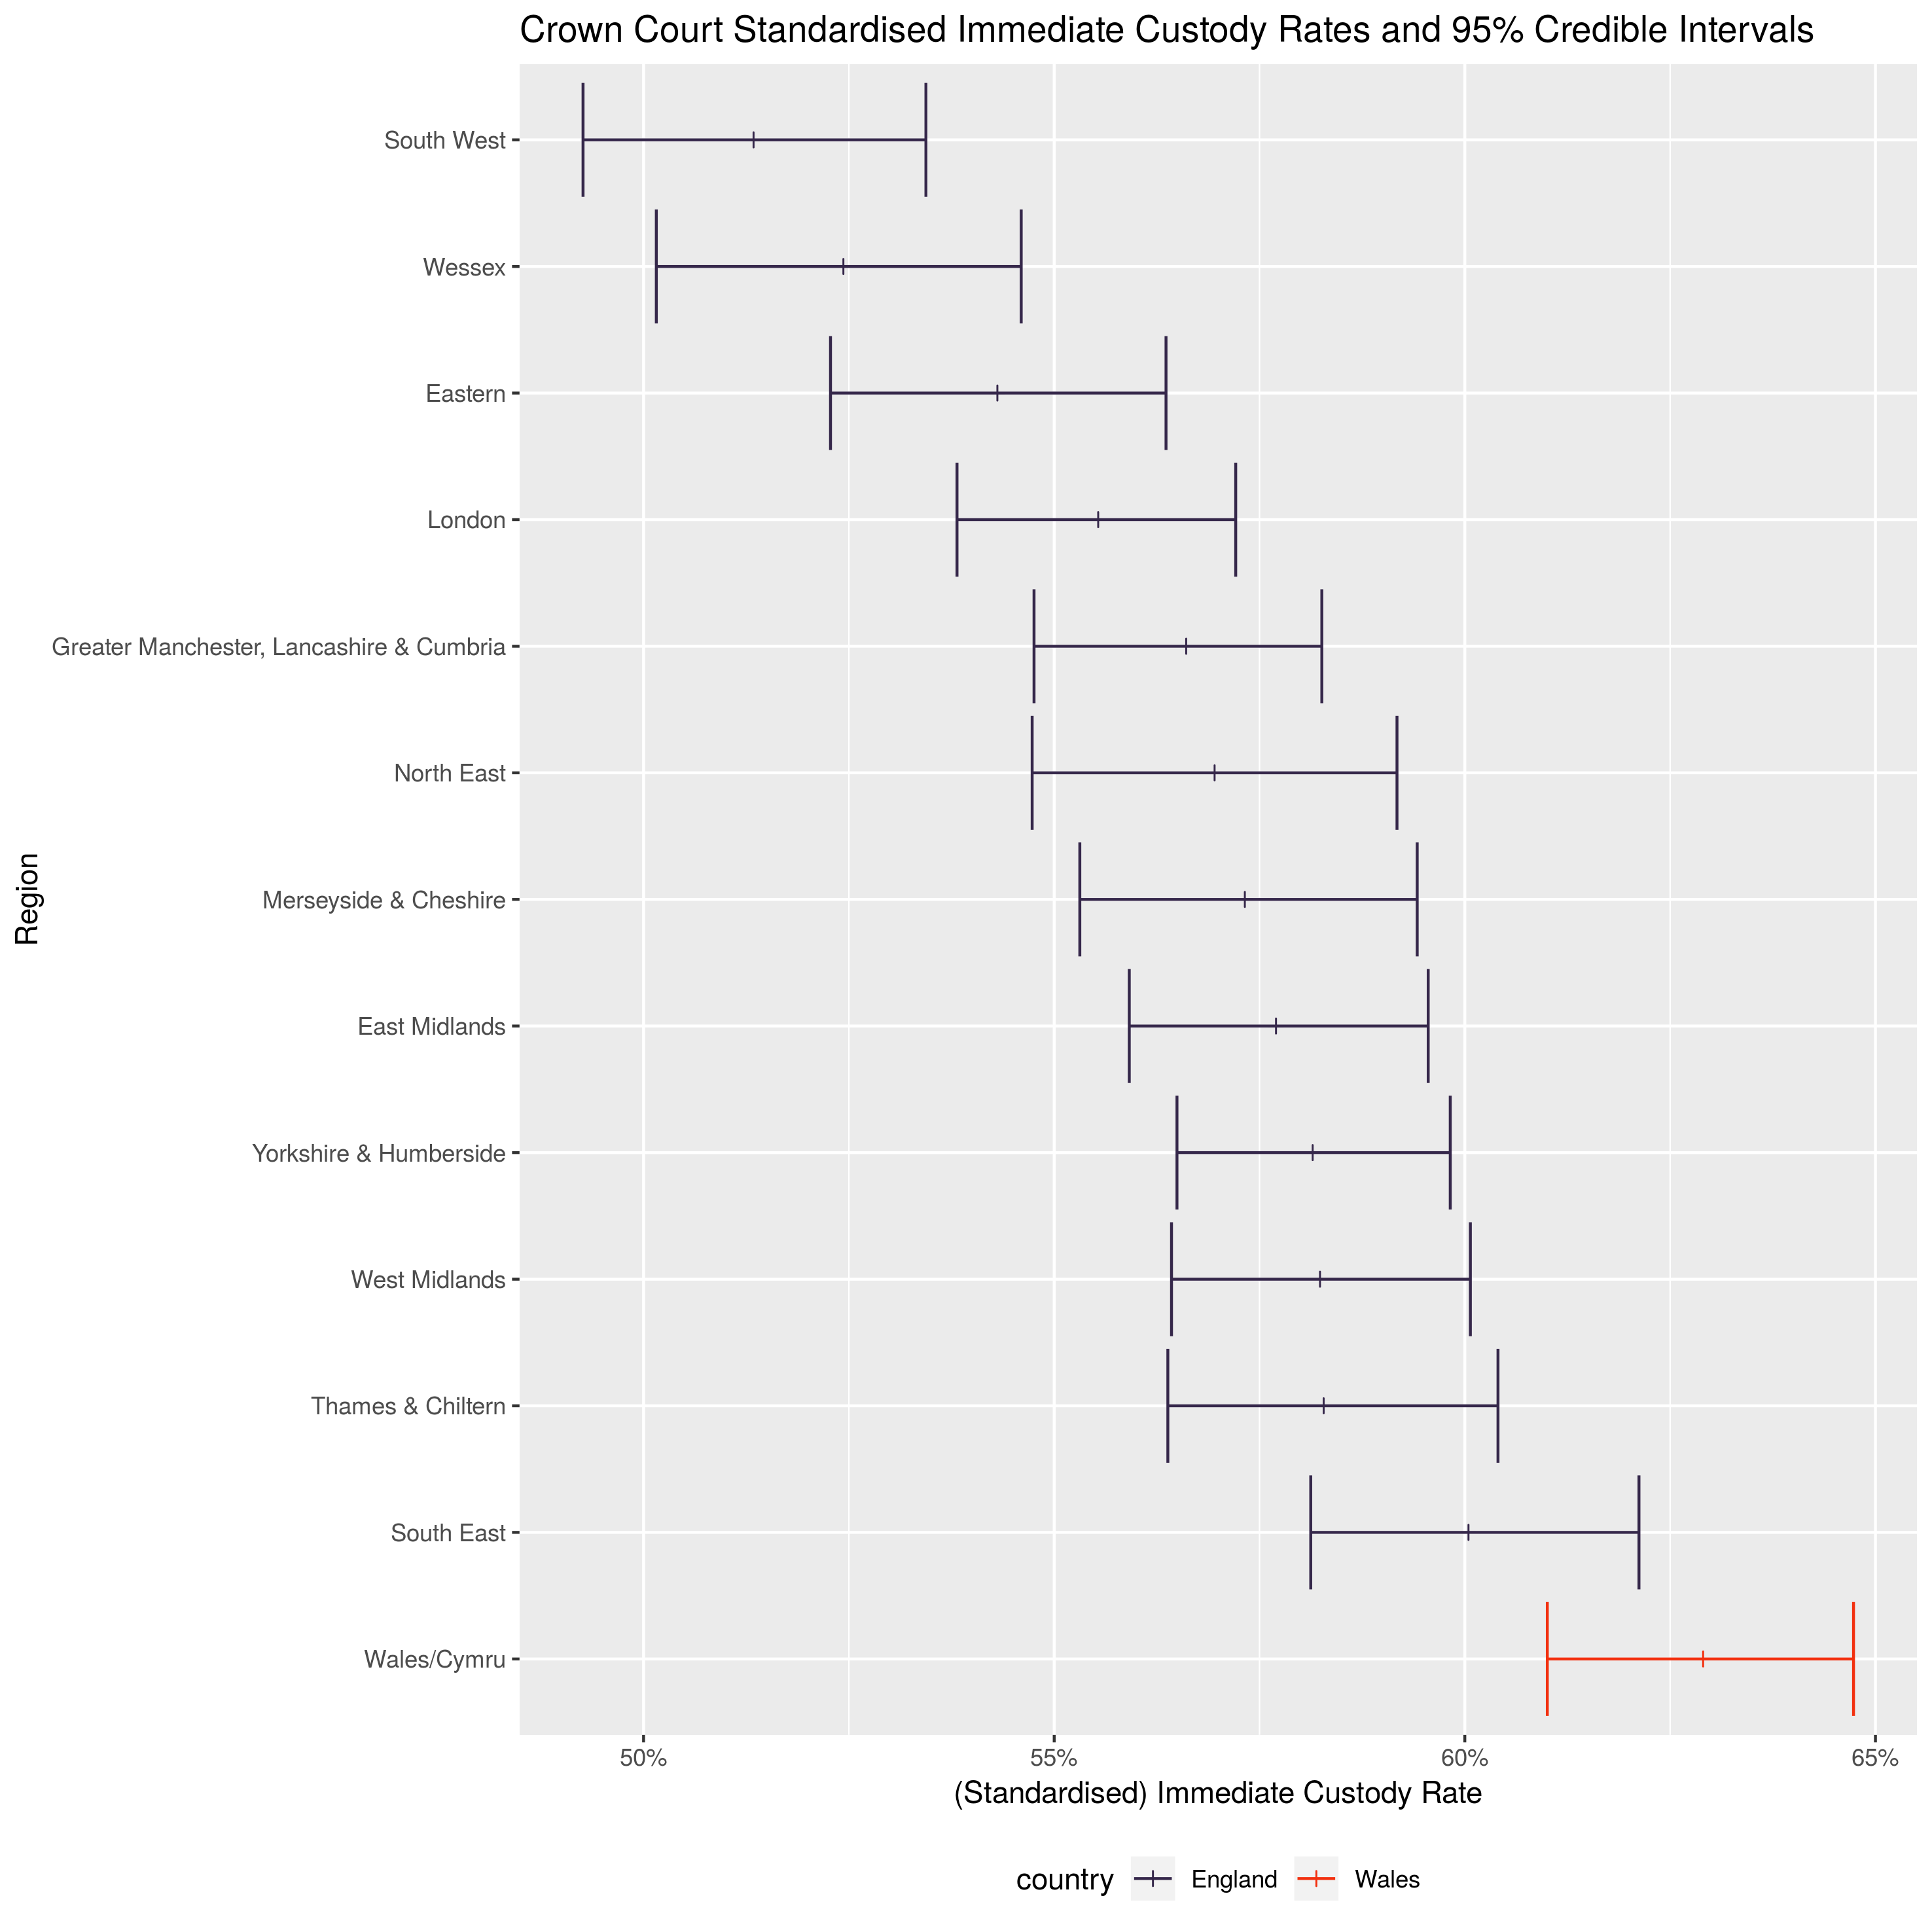 Crown Court Standardised Immediate Custody Rates and 95% Credible Intervals
South West
Wessex
Eastern
London
Greater Manchester, Lancashire & Cumbria
North East
Merseyside & Cheshire
East Midlands
Yorkshire & Humberside
West Midlands
Thames & Chiltern
South East
Wales/Cymru
Region
50% 55% 60% 65%
(Standardised) Immediate Custody Rate
country England Wales